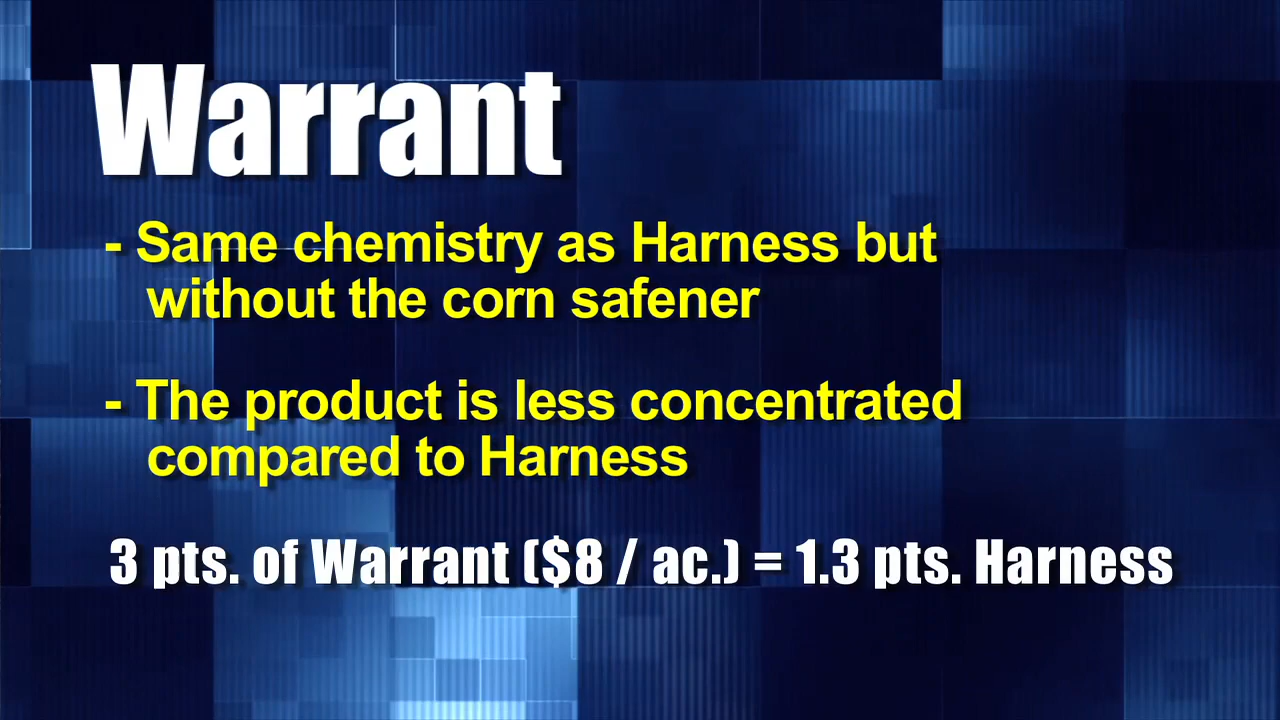 Warrant
- Same chemistry as Harness but
without the corn safener
- The product is less concentrated
compared to Harness
3 pts. of Warrant ($8 / ac.) = 1.3 pts. Harness